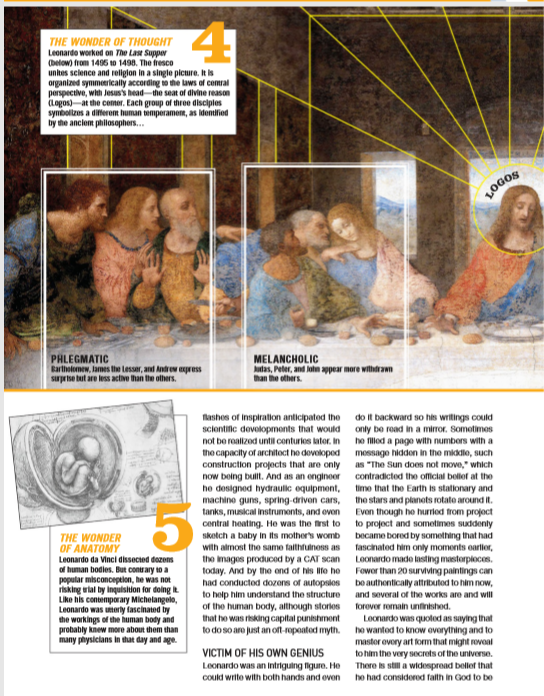 THE WONDER OF THOUGHT
4
Leonardo worked on The Last Supper
(below) from 1495 to 1498. The fresco
unites science and religion in a single picture. It is
organized symmetrically according to the laws of central
perspective, with Jesus's head—the seat of divine reason
(Logos)—at the center. Each group of three disciples
symbolizes a different human temperament, as identified
by the ancient philosophers...
LOGOS
PHLEGMATIC
Bartholomew, James the Lesser, and Andrew express
surprise but are less active than the others.
MELANCHOLIC
Judas, Peter, and John appear more withdrawn
than the others.
5
THE WONDER
OF ANATOMY
Leonardo da Vinci dissected dozens
of human bodies. But contrary to a
popular misconception, he was not
risking trial by Inquisition for doing it.
Like his contemporary Michelangelo,
Leonardo was utterly fascinated by
the workings of the human body and
probably knew more about them than
many physicians in that day and age.
flashes of inspiration anticipated the
scientific developments that would
not be realized until centuries later. In
the capacity of architect he developed
construction projects that are only
now being built. And as an engineer
he designed hydraulic equipment,
machine guns, spring-driven cars,
tanks, musical instruments, and even
central heating. He was the first to
sketch a baby in its mother's womb
with almost the same faithfulness as
the images produced by a CAT scan
today. And by the end of his life he
had conducted dozens of autopsies
to help him understand the structure
of the human body, although stories
that he was risking capital punishment
to do so are just an oft-repeated myth.
VICTIM OF HIS OWN GENIUS
Leonardo was an intriguing figure. He
could write with both hands and even
do it backward so his writings could
only be read in a mirror. Sometimes
he filled a page with numbers with a
message hidden in the middle, such
as "The Sun does not move," which
contradicted the official belief at the
time that the Earth is stationary and
the stars and planets rotate around it.
Even though he hurried from project
to project and sometimes suddenly
became bored by something that had
fascinated him only moments earlier,
Leonardo made lasting masterpieces.
Fewer than 20 surviving paintings can
be authentically attributed to him now,
and several of the works are and will
forever remain unfinished.
Leonardo was quoted as saying that
he wanted to know everything and to
master every art form that might reveal
to him the very secrets of the universe.
There is still a widespread belief that
he had considered faith in God to be